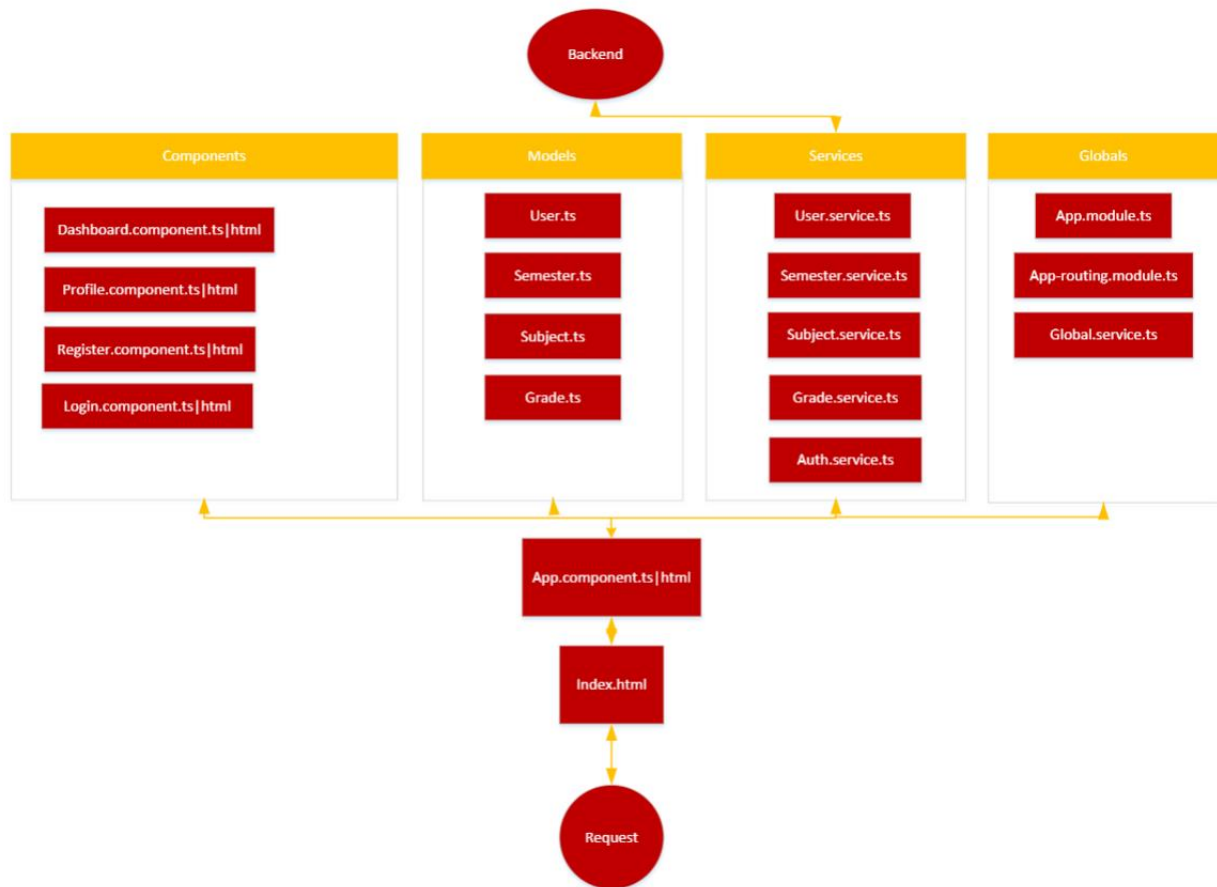 Backend
Components
Models
Services
Globals
Dashboard.component.ts|html
Profile.component.ts|html
Register.component.ts|html
Login.component.ts|html
User.ts
Semester.ts
Subject.ts
Grade.ts
User.service.ts
Semester.service.ts
Subject.service.ts
Grade.service.ts
Auth.service.ts
App.module.ts
App-routing.module.ts
Global.service.ts
App.component.ts|html
Index.html
Request